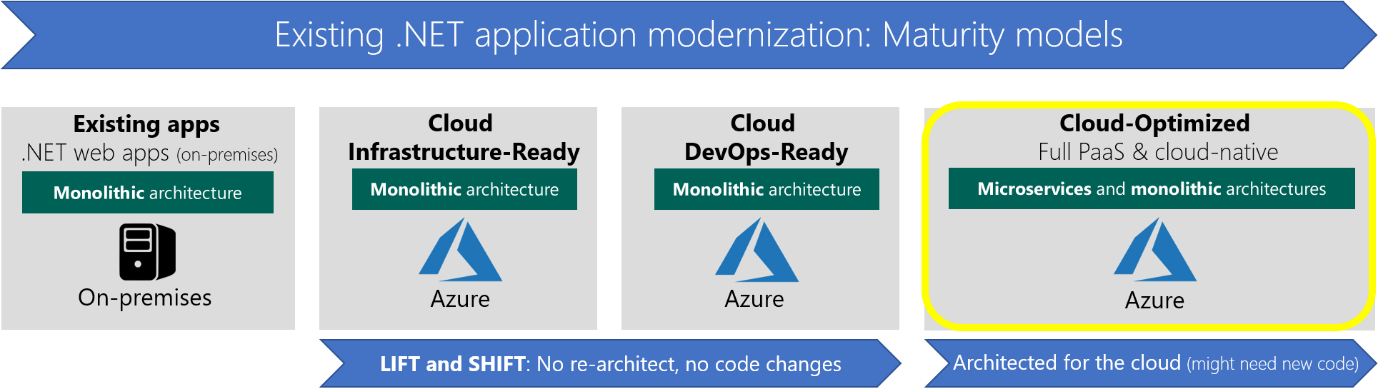 Existing .NET application modernization: Maturity models
Existing apps
.NET web apps (on-premises)
Monolithic architecture
On-premises
Cloud
Infrastructure-Ready
Monolithic architecture
Azure
Cloud
DevOps-Ready
Monolithic architecture
Azure
Cloud-Optimized
Full PaaS & cloud-native
Microservices and monolithic architectures
Azure
LIFT and SHIFT: No re-architect, no code changes
Architected for the cloud (might need new code)